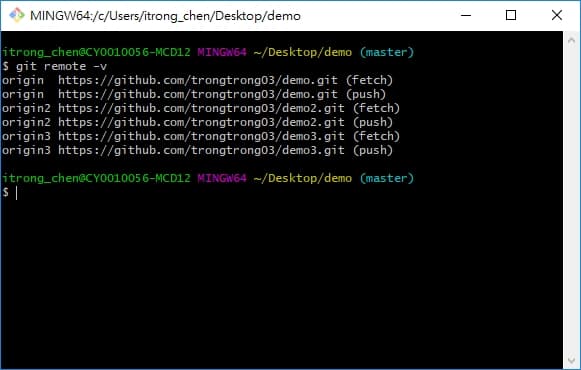 MINGW64:/c/Users/itrong_chen/Desktop/demo
itrong_chen@CY0010056-MCD12 MINGW64 ~/Desktop/demo (master)
$ git remote -v
origin  https://github.com/trongtrong03/demo.git (fetch)
origin  https://github.com/trongtrong03/demo.git (push)
origin2 https://github.com/trongtrong03/demo2.git (fetch)
origin2 https://github.com/trongtrong03/demo2.git (push)
origin3 https://github.com/trongtrong03/demo3.git (fetch)
origin3 https://github.com/trongtrong03/demo3.git (push)
itrong_chen@CY0010056-MCD12 MINGW64 ~/Desktop/demo (master)
$